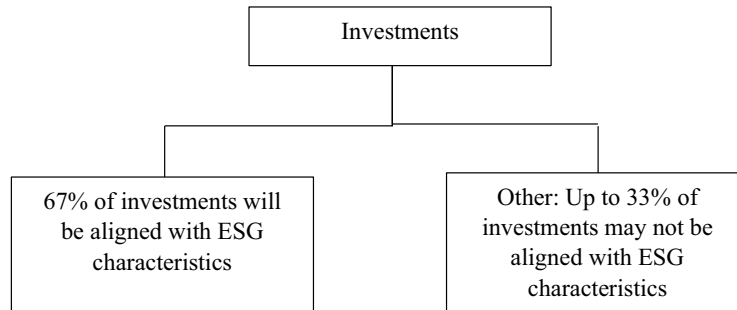 Investments
67% of investments will
be aligned with ESG
characteristics
Other: Up to 33% of
investments may not be
aligned with ESG
characteristics